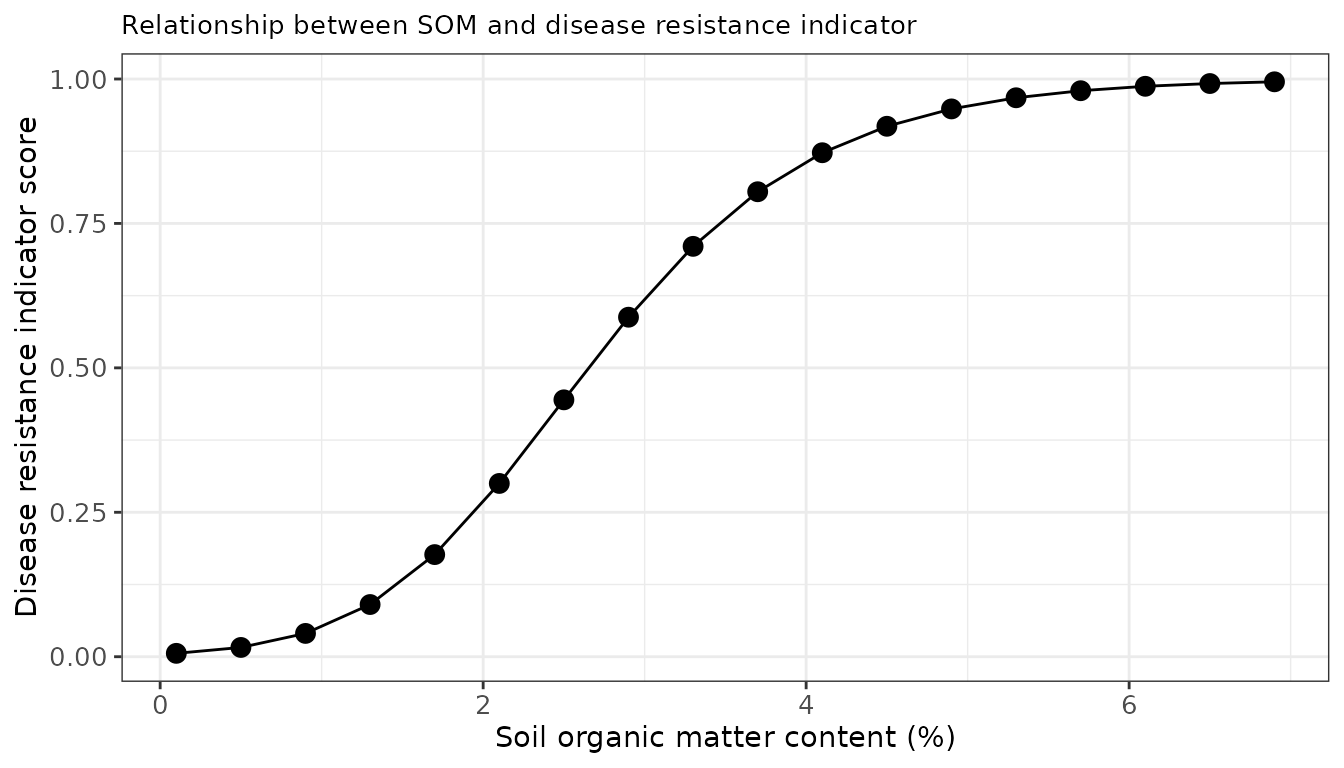 Relationship between SOM and disease resistance indicator
Disease resistance indicator score
1.00
0.75
0.50
0.25
0.00
0 2 4 6
Soil organic matter content (%)